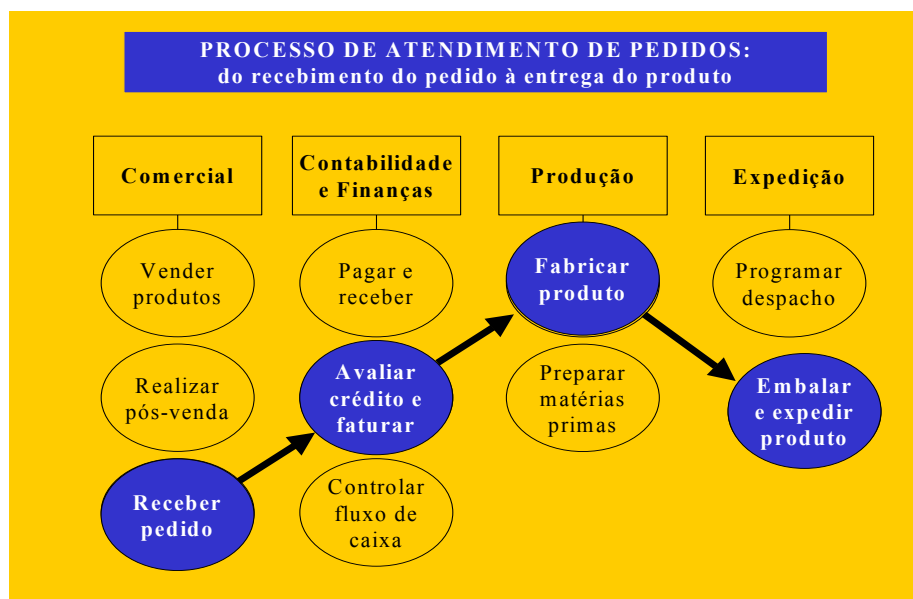 PROCESSO DE ATENDIMENTO DE PEDIDOS:
do recebimento do pedido à entrega do produto
Comercial
Contabilidade
e Finanças
Produção
Expedição
Vender
produtos
Pagar e
receber
Fabricar
produto
Programar
despacho
Realizar
pós-venda
Avaliar
crédito e
faturar
Preparar
matérias
primas
Embalar
e expedir
produto
Receber
pedido
Controlar
fluxo de
caixa